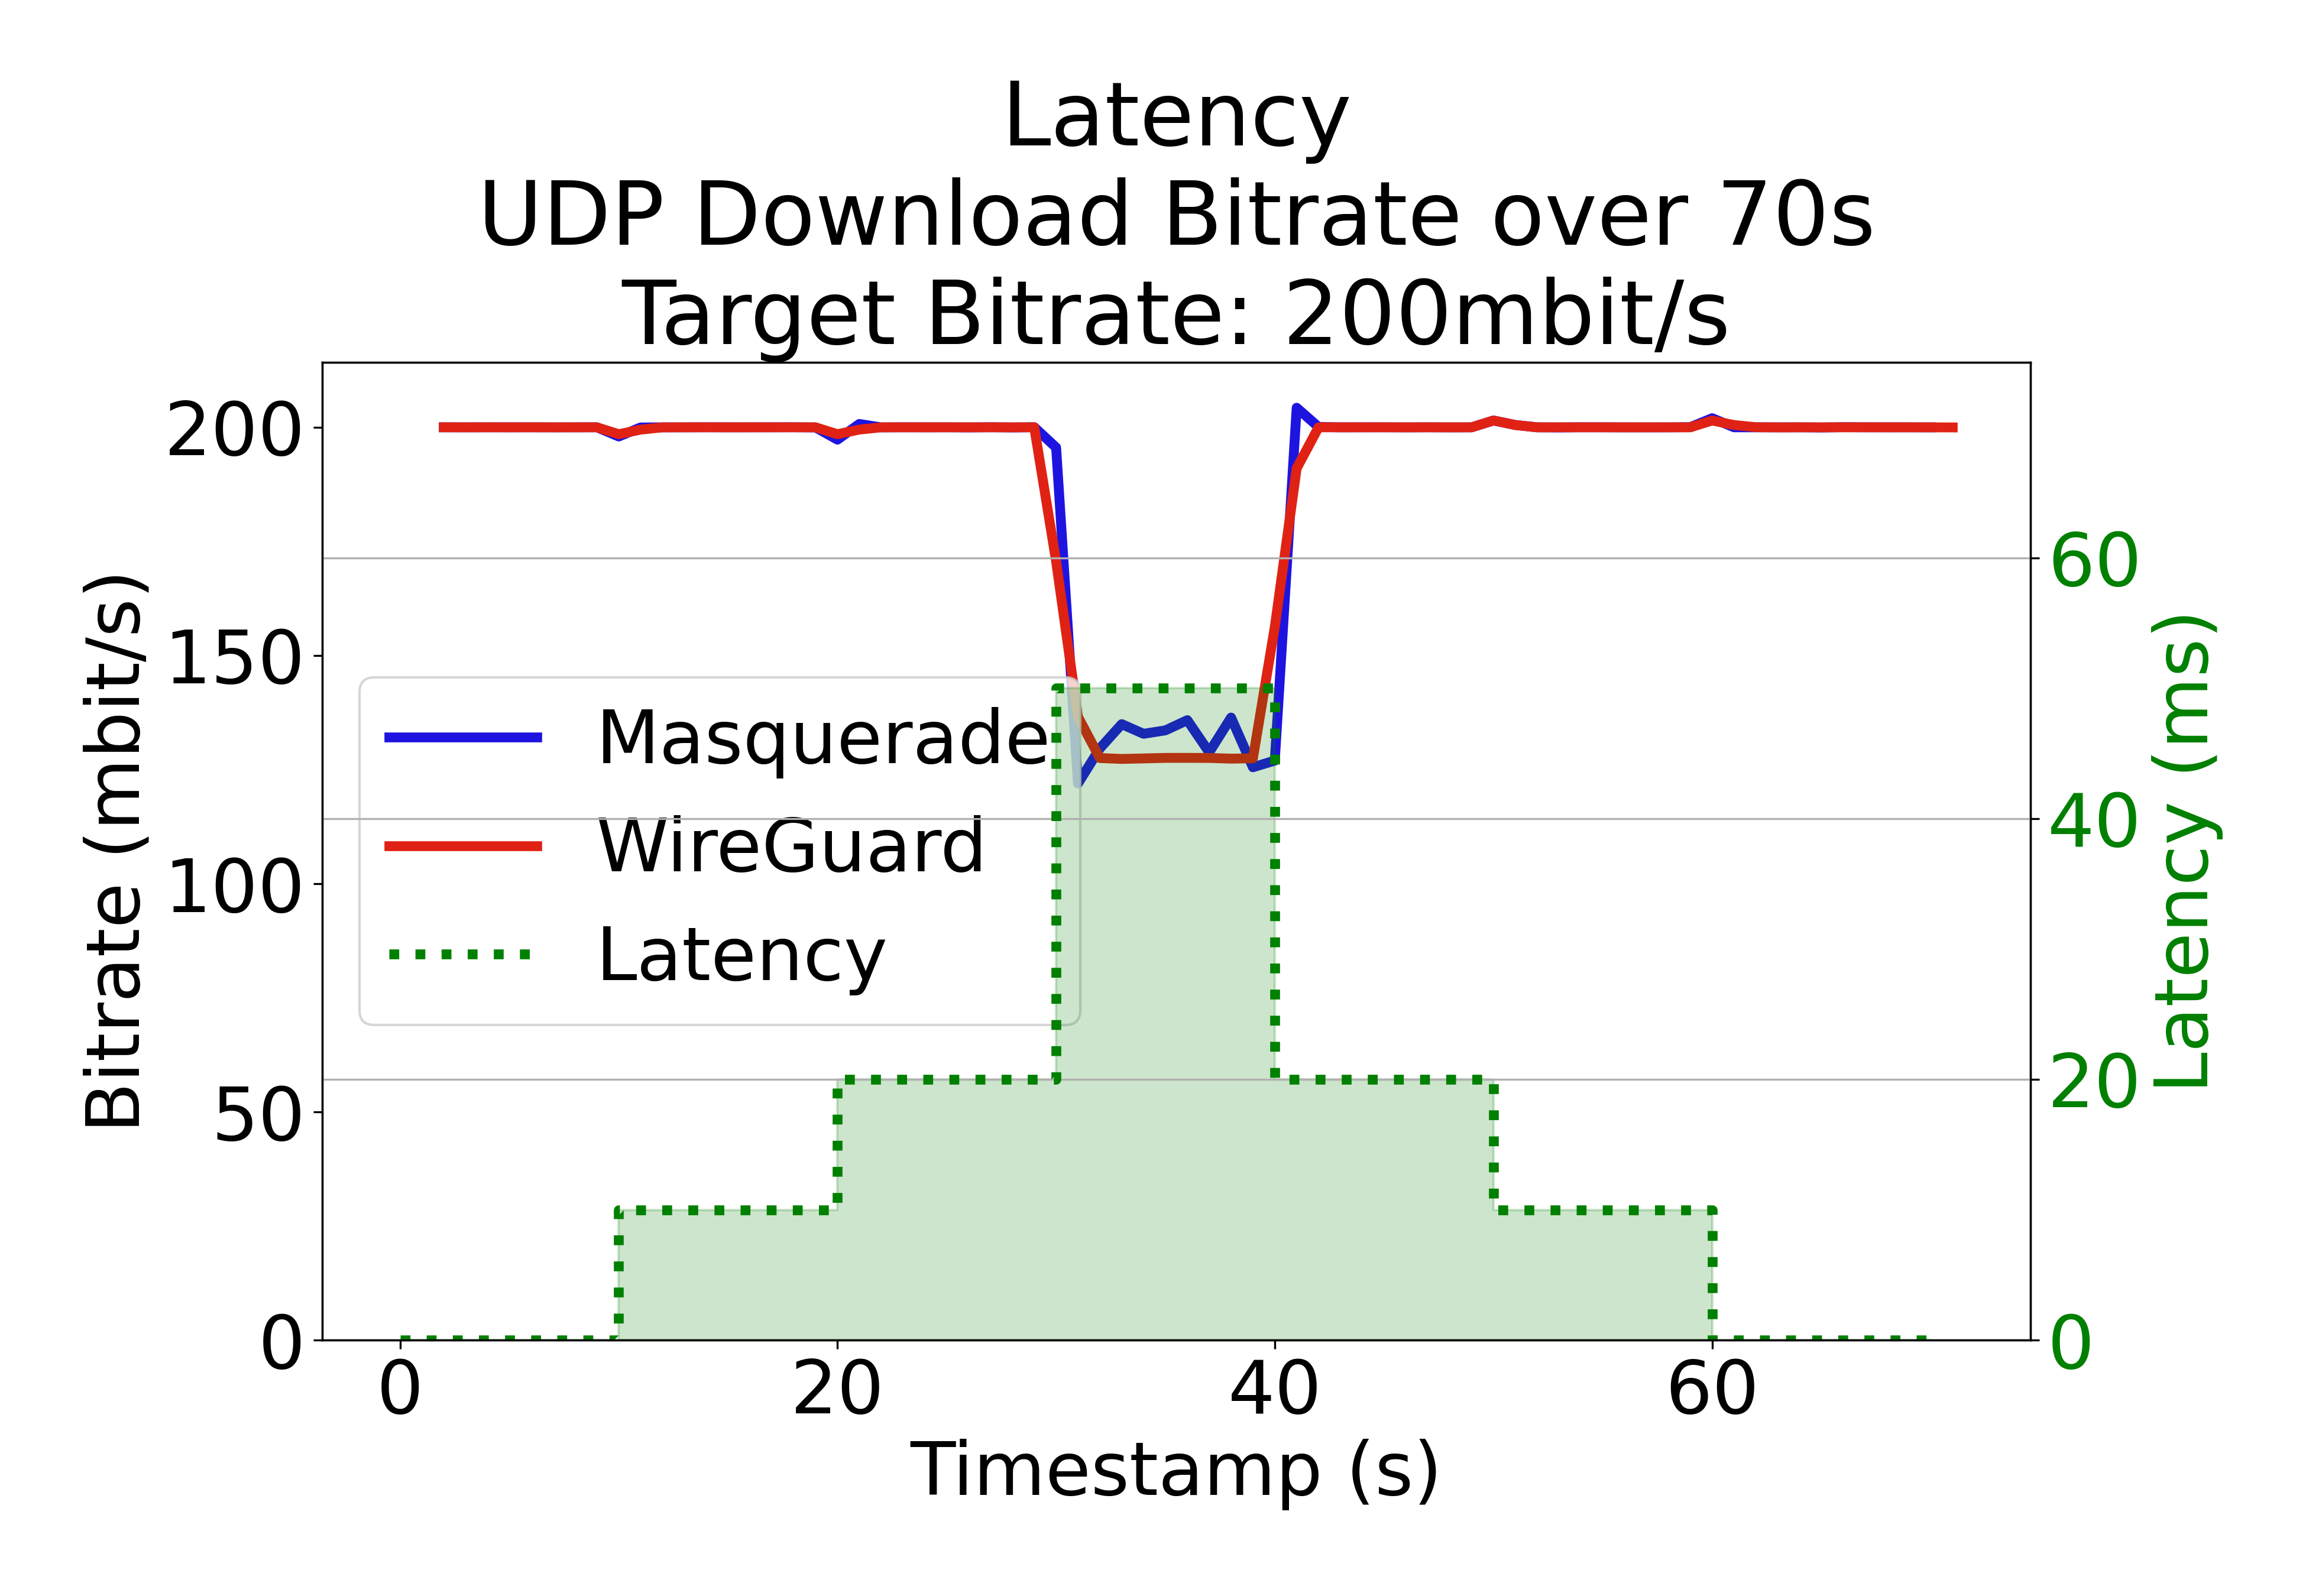 Latency
UDP Download Bitrate over 70s
Target Bitrate: 200mbit/s
Bitrate (mbit/s)
200
150
100
50
0
Masquerade
WireGuard
Latency
60
40
20
0
Latency (ms)
0 20 40 60
Timestamp (s)